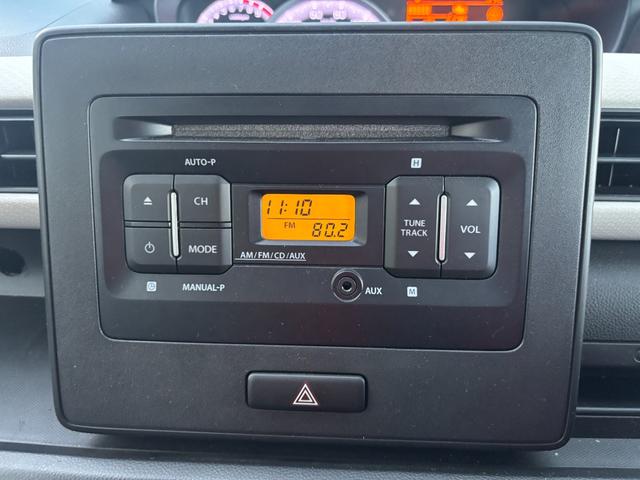 AUTO-P
H
CH
MODE
11:10
FM 80.2
AM/FM/CD/AUX
TUNE
TRACK
VOL
MANUAL-P
AUX
M